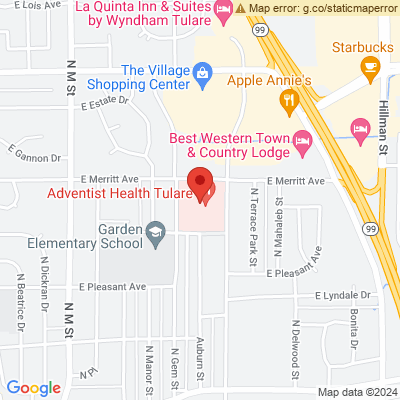 E Lois Ave
La Quinta Inn & Suites
by Wyndham Tulare
Map error: g.co/staticmaperror
99
Starbucks
N M St
The Village
Shopping Center
Apple Annie's
E Estate Dr
Hillman St
Best Western Town
& Country Lodge
E Gannon Dr
E Merritt Ave
E Merritt Ave
Adventist Health Tulare
Garden
Elementary School
N Terrace Park St
N Matnalieb St
99
E Pleasant Ave
N Dickran Dr
N Beatrice Dr
E Pleasant Ave
E Lyndale Dr
N M St
N Manor St
N Gem St
Auburn St
N Delwood St
Bonita Dr
N Pl
Google
Map data ©2024